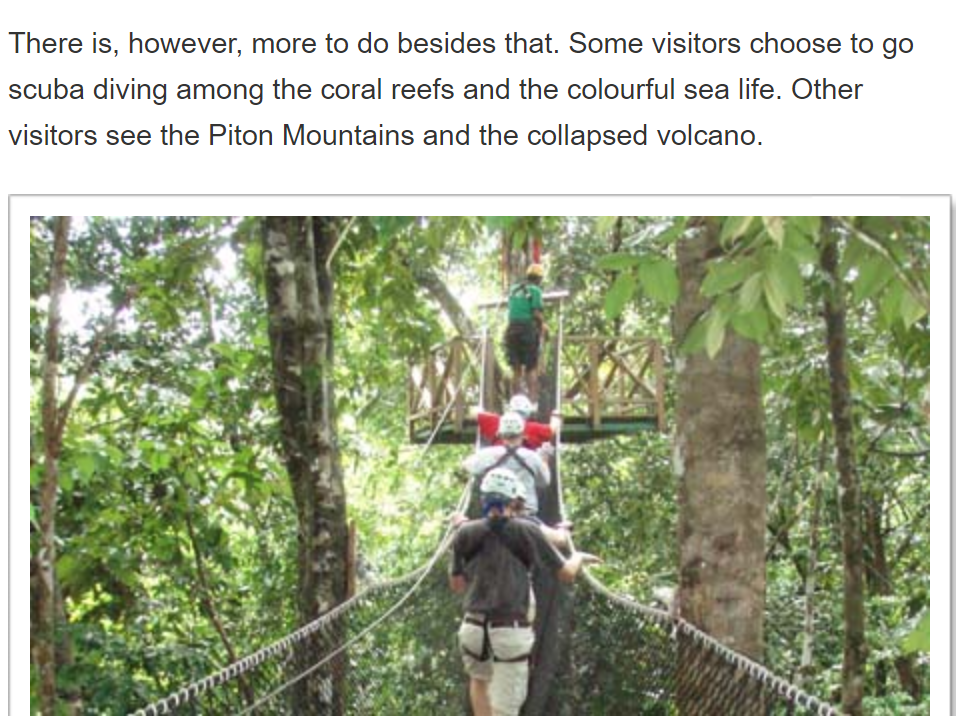 There is, however, more to do besides that. Some visitors choose to go
scuba diving among the coral reefs and the colourful sea life. Other
visitors see the Piton Mountains and the collapsed volcano.